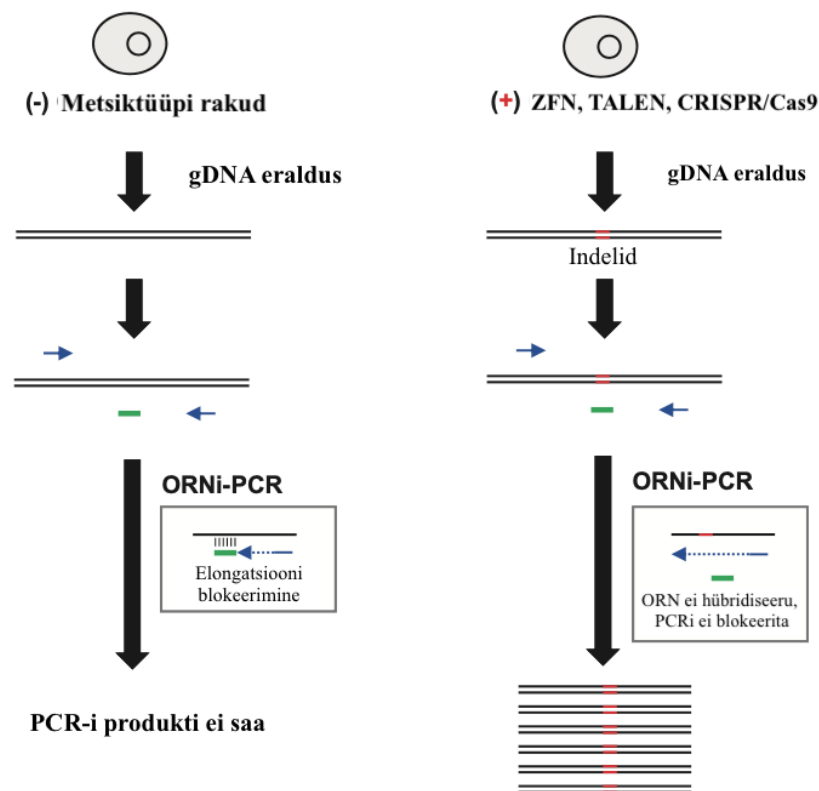 (-) Metsiktüüpi rakud
(+) ZFN, TALEN, CRISPR/Cas9
gDNA eraldus
gDNA eraldus
Indelid
ORNi-PCR
Elongatsiooni
blokeerimine
PCR-i produkti ei saa
ORNi-PCR
ORN ei hübridiseeru,
PCRi ei blokeerita